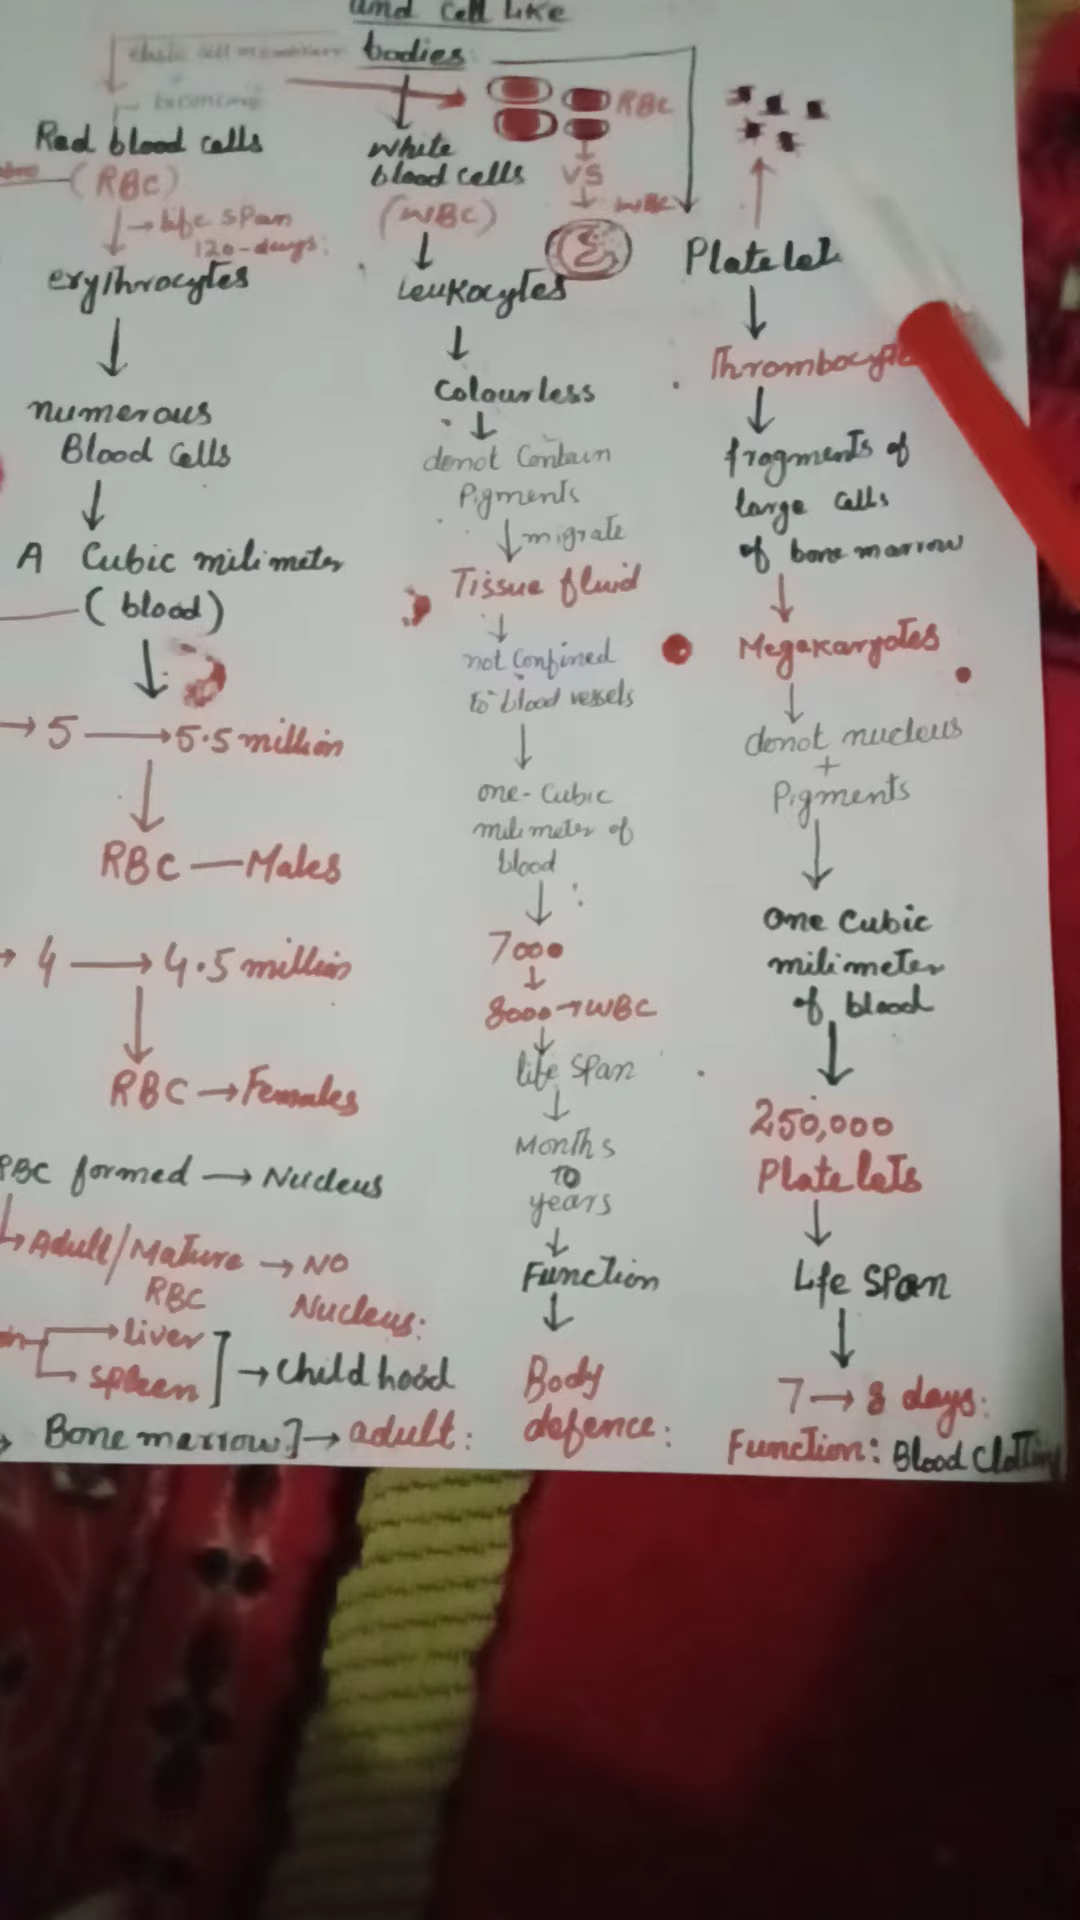 and Cell Like
bodies
elastic cell membrane
Rad blood cells
(RBC)
→ life span
120-days:
erythrocytes
numerous
Blood Cells
A Cubic milimeter
(blood)
→ 5 → 5.5 million
RBC — Males
→ 4 → 4.5 million
RBC → Females
RBC formed → Nucleus
Adult/Mature → NO
RBC Nucleus:
liver
spleen ] → Child hood
Bone marrow] → adult:
White
blood cells
(WBC)
RBC
VS
WBC
Leukocytes
Colourless
donot Contain
Pigments
migrate
Tissue fluid
not Confined
to blood vessels
one-Cubic
milimeter of
blood
7000
8000 → WBC
life span
Months
TO
years
Function
Body
defence:
Platelet
Thrombocyte
fragments of
large cells
of bone marrow
Megakaryotes
donot nucleus
+
Pigments
One Cubic
milimeter
of blood
250,000
Platelets
Life Span
7 → 8 days:
Function: Blood Clotting